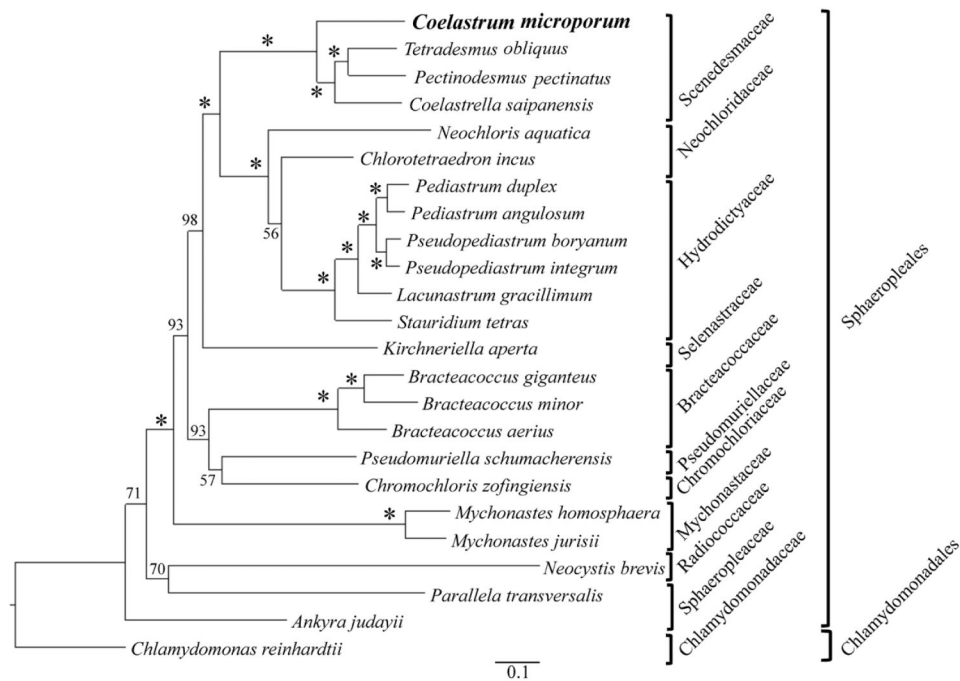 Coelastrum microporum
Tetradesmus obliquus
Pectinodesmus pectinatus
Coelastrella saipanensis
Neochloris aquatica
Chlorotetraedron incus
Pediastrum duplex
Pediastrum angulosum
Pseudopediastrum boryanum
Pseudopediastrum integrum
Lacunastrum gracillimum
Stauridium tetras
Kirchneriella aperta
Bracteacoccus giganteus
Bracteacoccus minor
Bracteacoccus aerius
Pseudomuriella schumacherensis
Chromochloris zofingiensis
Mychonastes homosphaera
Mychonastes jurisii
Neocystis brevis
Parallela transversalis
Ankyra judayii
Chlamydomonas reinhardtii
*
*
*
*
*
56
*
*
*
*
*
98
93
*
*
93
57
*
*
71
70
0.1
Scenedesmaceae
Neochloridaceae
Hydrodictyaceae
Selenastraceae
Bracteacoccaceae
Pseudomuriellaceae
Chromochloriaceae
Mychonastaceae
Radiococcaceae
Sphaeropleaceae
Chlamydomonadaceae
Sphaeropleales
Chlamydomonadales